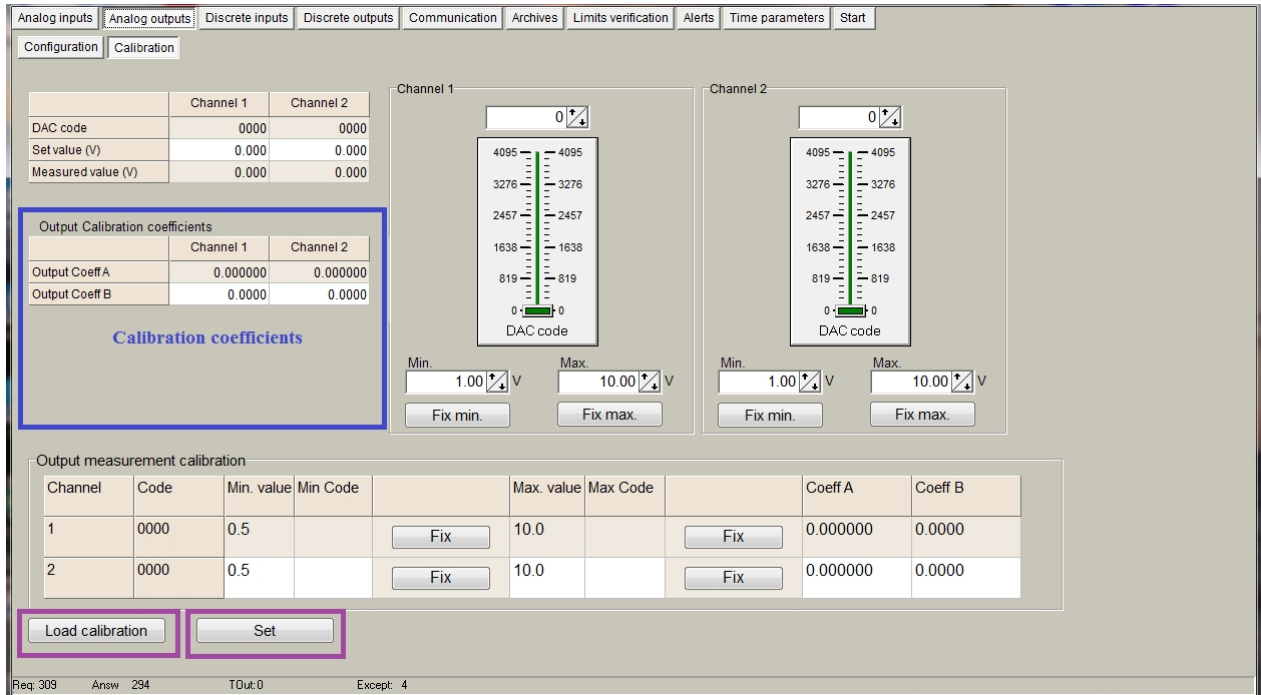 Analog inputs Analog outputs Discrete inputs Discrete outputs Communication Archives Limits verification Alerts Time parameters Start
Configuration Calibration
Channel 1 Channel 2
DAC code 0000 0000
Set value (V) 0.000 0.000
Measured value (V) 0.000 0.000
Output Calibration coefficients
Channel 1 Channel 2
Output Coeff A 0.000000 0.000000
Output Coeff B 0.0000 0.0000
Calibration coefficients
Channel 1
0
4095 4095
3276 3276
2457 2457
1638 1638
819 819
0 0
DAC code
Min. Max.
1.00 V 10.00 V
Fix min. Fix max.
Channel 2
0
4095 4095
3276 3276
2457 2457
1638 1638
819 819
0 0
DAC code
Min. Max.
1.00 V 10.00 V
Fix min. Fix max.
Output measurement calibration
Channel Code Min. value Min Code Max. value Max Code Coeff A Coeff B
1 0000 0.5 Fix 10.0 Fix 0.000000 0.0000
2 0000 0.5 Fix 10.0 Fix 0.000000 0.0000
Load calibration Set
Req: 309 Answ 294 TOut:0 Except: 4